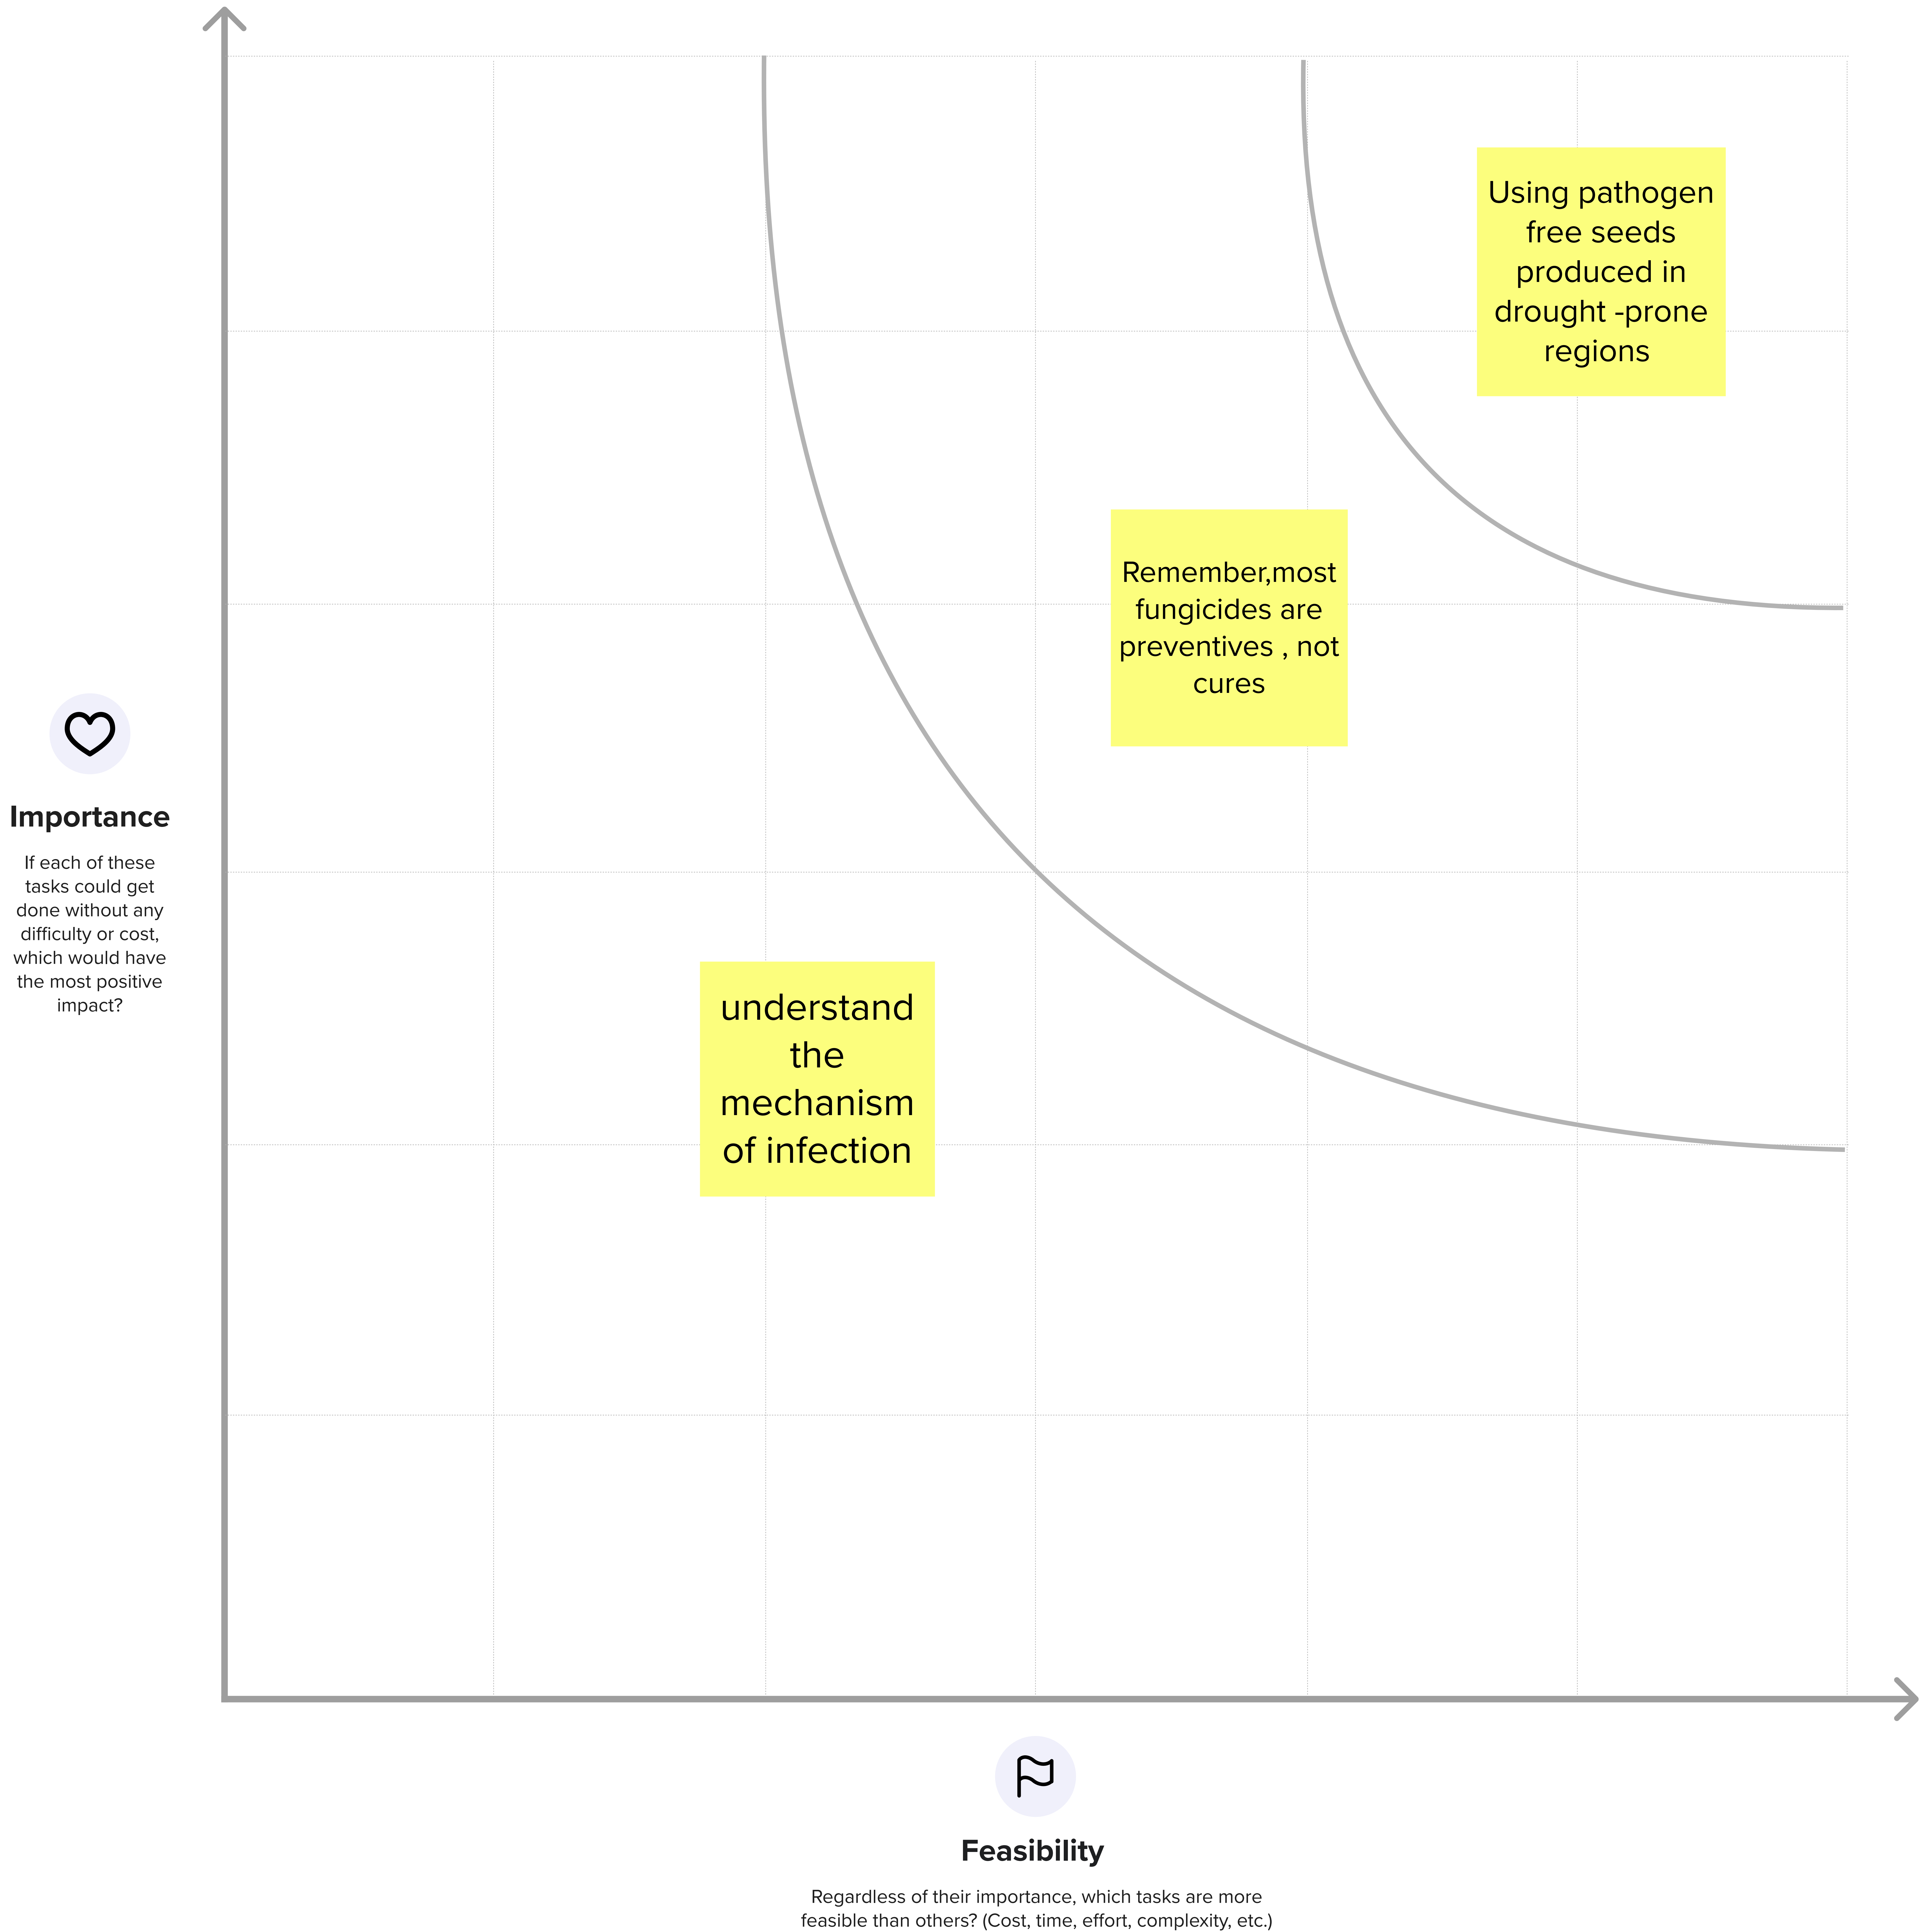 Using pathogen
free seeds
produced in
drought -prone
regions
Remember,most
fungicides are
preventives , not
cures
Importance
If each of these
tasks could get
done without any
difficulty or cost,
which would have
the most positive
impact?
understand
the
mechanism
of infection
Feasibility
Regardless of their importance, which tasks are more
feasible than others? (Cost, time, effort, complexity, etc.)